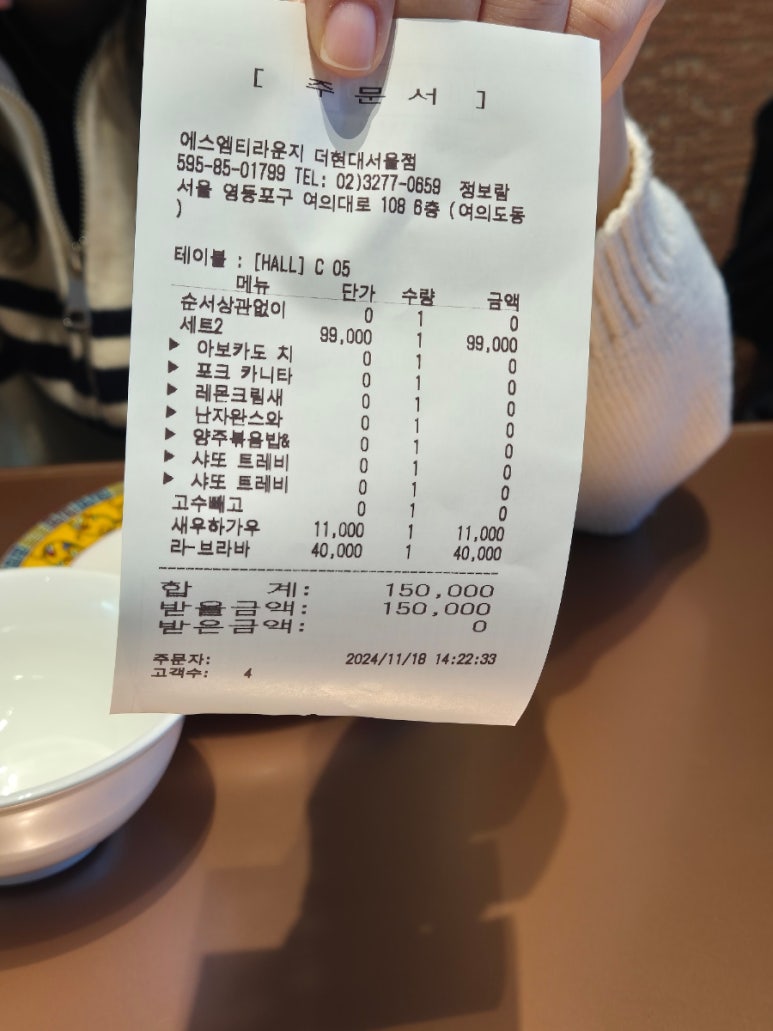 [ 주 문 서 ]
에스엠티라운지 더현대서울점
595-85-01799 TEL: 02)3277-0659 정보람
서울 영등포구 여의대로 108 6층 (여의도동
)
테이블 : [HALL] C 05
메뉴 단가 수량 금액
순서상관없이 0 1 0
세트2 99,000 1 99,000
▶ 아보카도 치 0 1 0
▶ 포크 카니타 0 1 0
▶ 레몬크림새 0 1 0
▶ 난자완스와 0 1 0
▶ 양주볶음밥& 0 1 0
▶ 샤또 트레비 0 1 0
▶ 샤또 트레비 0 1 0
고수빼고 0 1 0
새우하가우 11,000 1 11,000
라-브라바 40,000 1 40,000
합 계: 150,000
받을금액: 150,000
받은금액: 0
주문자: 2024/11/18 14:22:33
고객수: 4